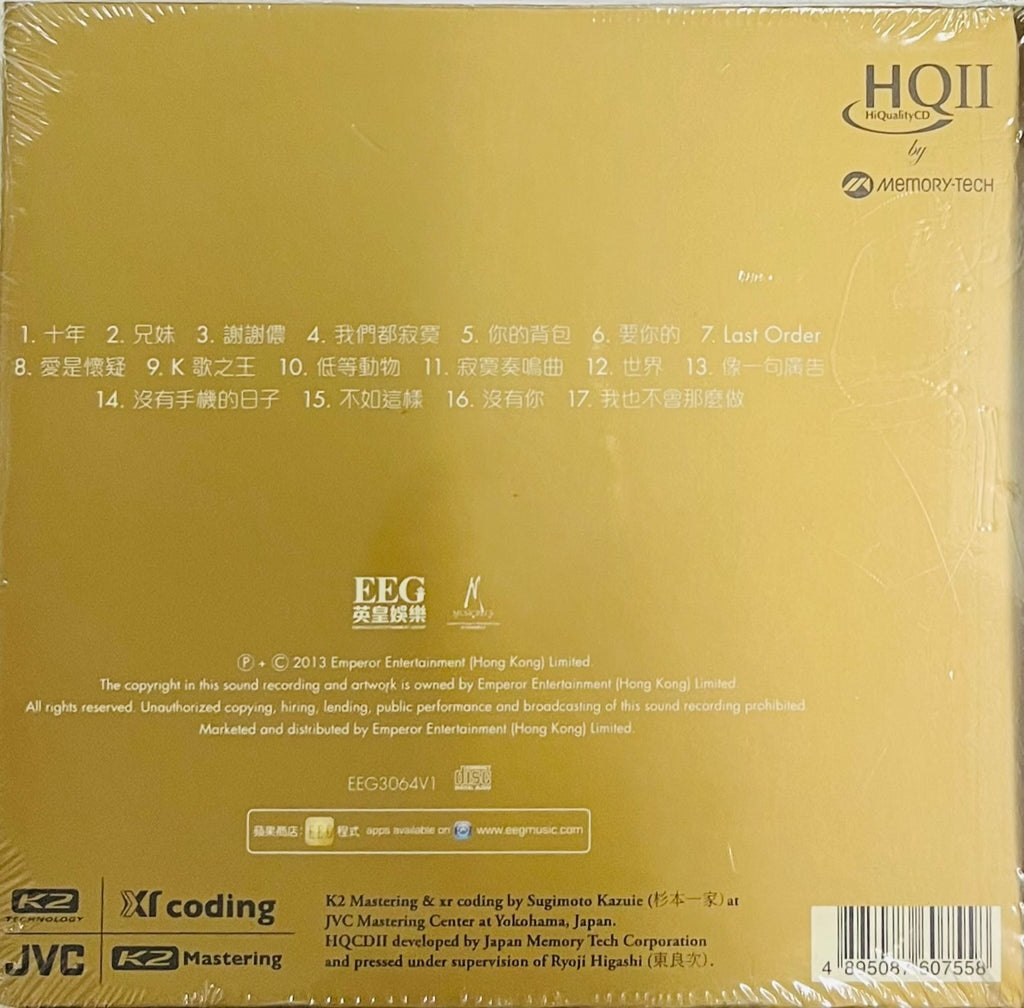 HQII
HiQualityCD
by
MEMORY-TECH
1. 十年 2. 兄妹 3. 謝謝儂 4. 我們都寂寞 5. 你的背包 6. 要你的 7. Last Order
8. 愛是懷疑 9. K 歌之王 10. 低等動物 11. 寂寞奏鳴曲 12. 世界 13. 像一句廣告
14. 沒有手機的日子 15. 不如這樣 16. 沒有你 17. 我也不會那麼做
EEG
英皇娛樂
Ⓟ + Ⓒ 2013 Emperor Entertainment (Hong Kong) Limited.
The copyright in this sound recording and artwork is owned by Emperor Entertainment (Hong Kong) Limited.
All rights reserved. Unauthorized copying, hiring, lending, public performance and broadcasting of this sound recording prohibited.
Marketed and distributed by Emperor Entertainment (Hong Kong) Limited.
EEG3064V1 disc
蘋果商店: EEG 程式 apps available on www.eegmusic.com
K2 TECHNOLOGY
xr coding
JVC
K2 Mastering
K2 Mastering & xr coding by Sugimoto Kazuie (杉本一家) at
JVC Mastering Center at Yokohama, Japan.
HQCDII developed by Japan Memory Tech Corporation
and pressed under supervision of Ryoji Higashi (東良次).
4 895087 607558